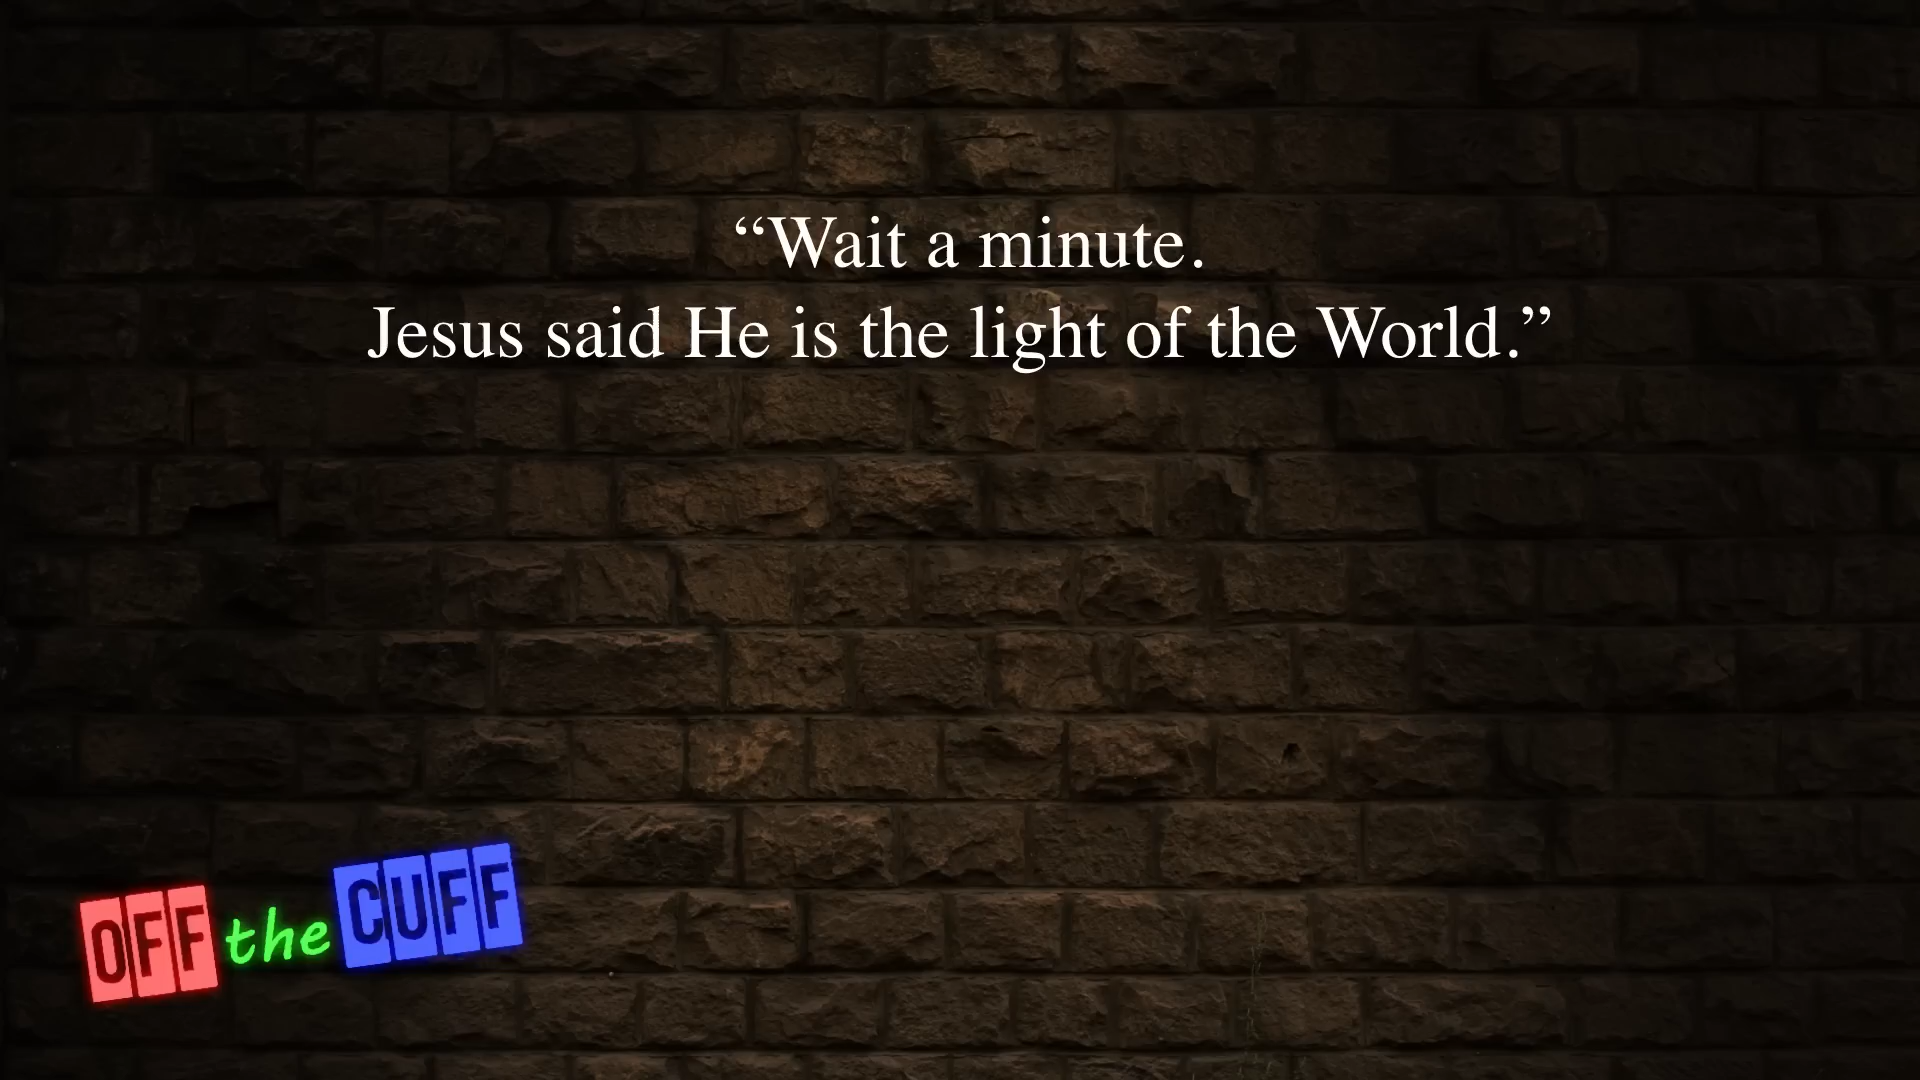 “Wait a minute.
Jesus said He is the light of the World.”
OFF the CUFF